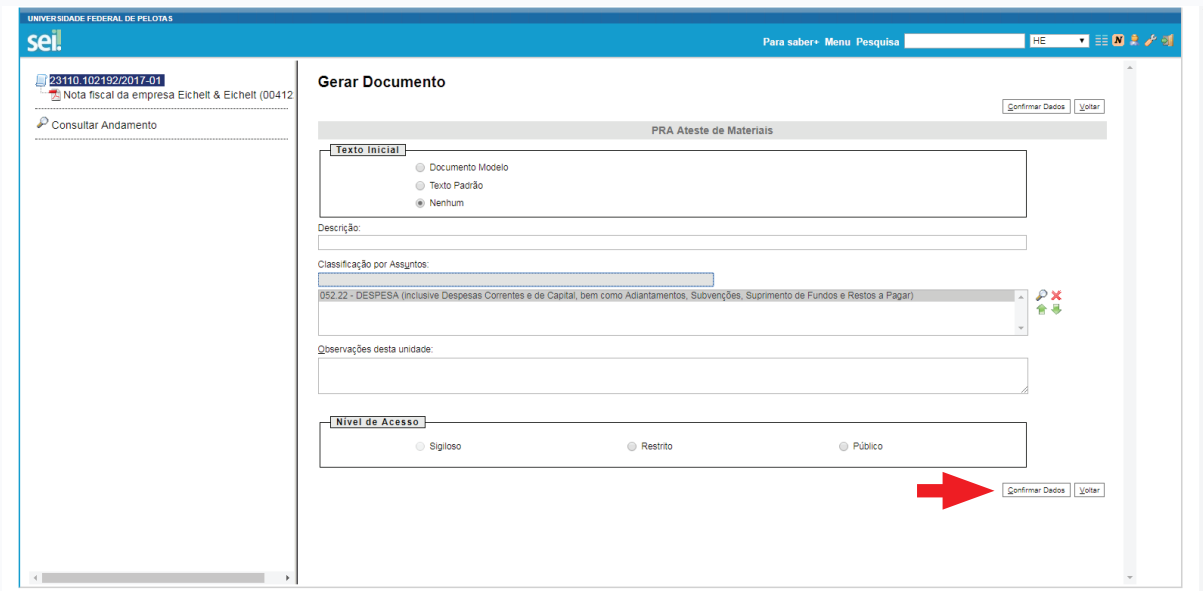 UNIVERSIDADE FEDERAL DE PELOTAS
sei!
Para saber+ Menu Pesquisa
HE
N
23110.102192/2017-01
Nota fiscal da empresa Eichelt & Eichelt (00412
Consultar Andamento
Gerar Documento
Confirmar Dados Voltar
PRA Ateste de Materiais
Texto Inicial
Documento Modelo
Texto Padrão
Nenhum
Descrição:
Classificação por Assuntos:
052.22 - DESPESA (inclusive Despesas Correntes e de Capital, bem como Adiantamentos, Subvenções, Suprimento de Fundos e Restos a Pagar)
Observações desta unidade:
Nível de Acesso
Sigiloso Restrito Público
Confirmar Dados Voltar